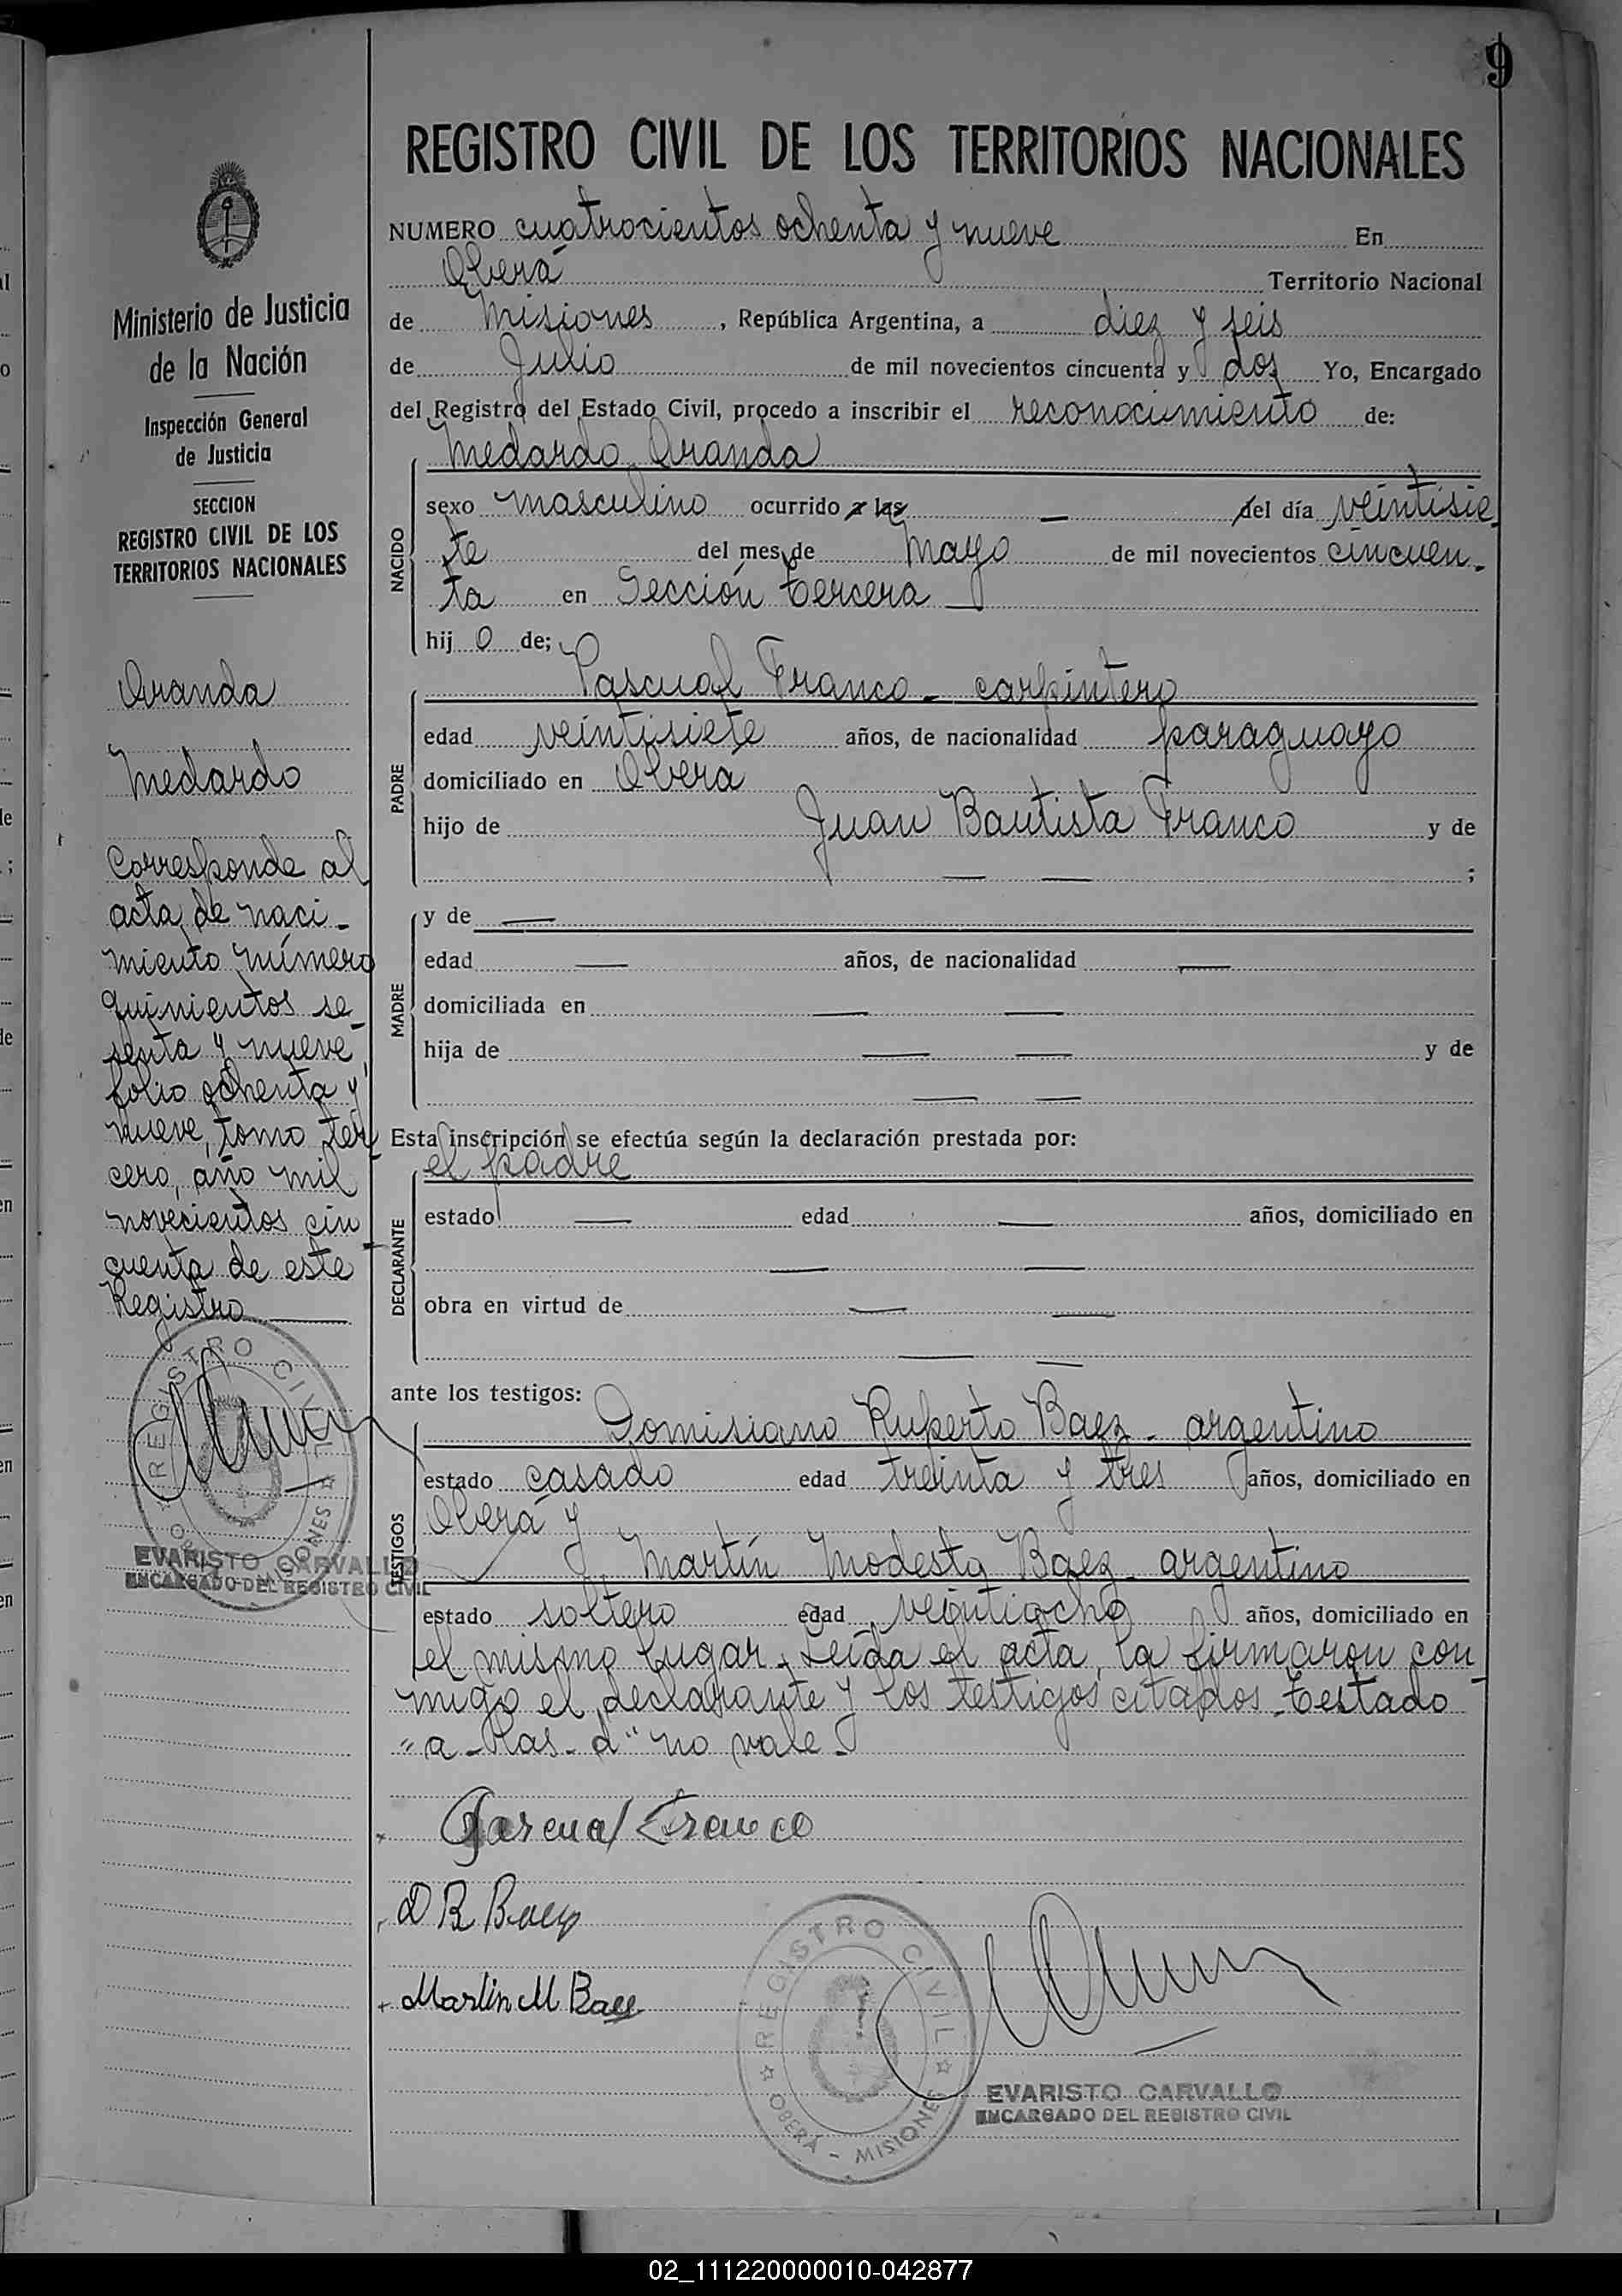 9
REGISTRO CIVIL DE LOS TERRITORIOS NACIONALES
NUMERO cuatrocientos ochenta y nueve En
Oberá Territorio Nacional
de Misiones, República Argentina, a diez y seis
de Julio de mil novecientos cincuenta y dos Yo, Encargado
del Registro del Estado Civil, procedo a inscribir el reconocimiento de:
Medardo Aranda
NACIDO
sexo masculino ocurrido a las — del día veintisie-
te del mes de Mayo de mil novecientos cincuen-
ta en Sección tercera —
hijo de;
PADRE
Pascual Franco - carpintero
edad veintisiete años, de nacionalidad paraguayo
domiciliado en Oberá
hijo de Juan Bautista Franco y de
— — ;
MADRE
y de —
edad — años, de nacionalidad —
domiciliada en — —
hija de — — y de
— —
Esta inscripción se efectúa según la declaración prestada por:
DECLARANTE
el padre
estado — edad — años, domiciliado en
— —
obra en virtud de — —
— —
ante los testigos:
TESTIGOS
Domisiano Ruperto Baez - argentino
estado casado edad treinta y tres años, domiciliado en
Oberá y
Martín Modesto Baez - argentino
estado soltero edad veintiocho años, domiciliado en
el mismo lugar. Leída el acta, la firmaron con-
migo el declarante y los testigos citados. Testado
"a - las - d" no vale -
Pascual Franco
D R Baez
Martin M Baez
REGISTRO CIVIL
OBERÁ - MISIONES
EVARISTO CARVALLO
ENCARGADO DEL REGISTRO CIVIL
Ministerio de Justicia
de la Nación
Inspección General
de Justicia
SECCION
REGISTRO CIVIL DE LOS
TERRITORIOS NACIONALES
Aranda
Medardo
Corresponde al
acta de naci-
miento número
quinientos se-
senta y nueve,
folio ochenta y
nueve, tomo ter-
cero, año mil
novecientos cin-
cuenta de este
Registro
REGISTRO CIVIL
MISIONES
EVARISTO CARVALLO
ENCARGADO DEL REGISTRO CIVIL
02_111220000010-042877